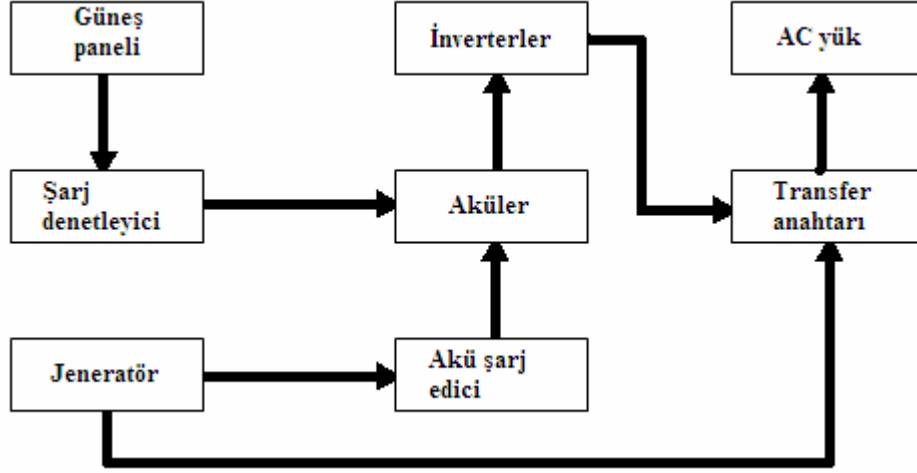 Güneş
paneli
İnverterler
AC yük
Şarj
denetleyici
Aküler
Transfer
anahtarı
Jeneratör
Akü şarj
edici